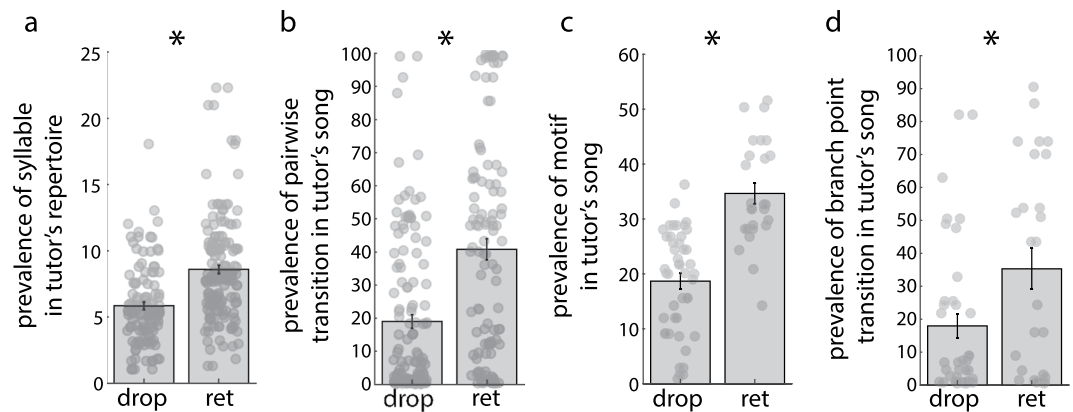 a
*
prevalence of syllable
in tutor's repertoire
25
20
15
10
5
0
drop ret
b
*
prevalence of pairwise
transition in tutor's song
100
90
80
70
60
50
40
30
20
10
0
drop ret
c
*
prevalence of motif
in tutor's song
60
50
40
30
20
10
0
drop ret
d
*
prevalence of branch point
transition in tutor's song
100
90
80
70
60
50
40
30
20
10
0
drop ret